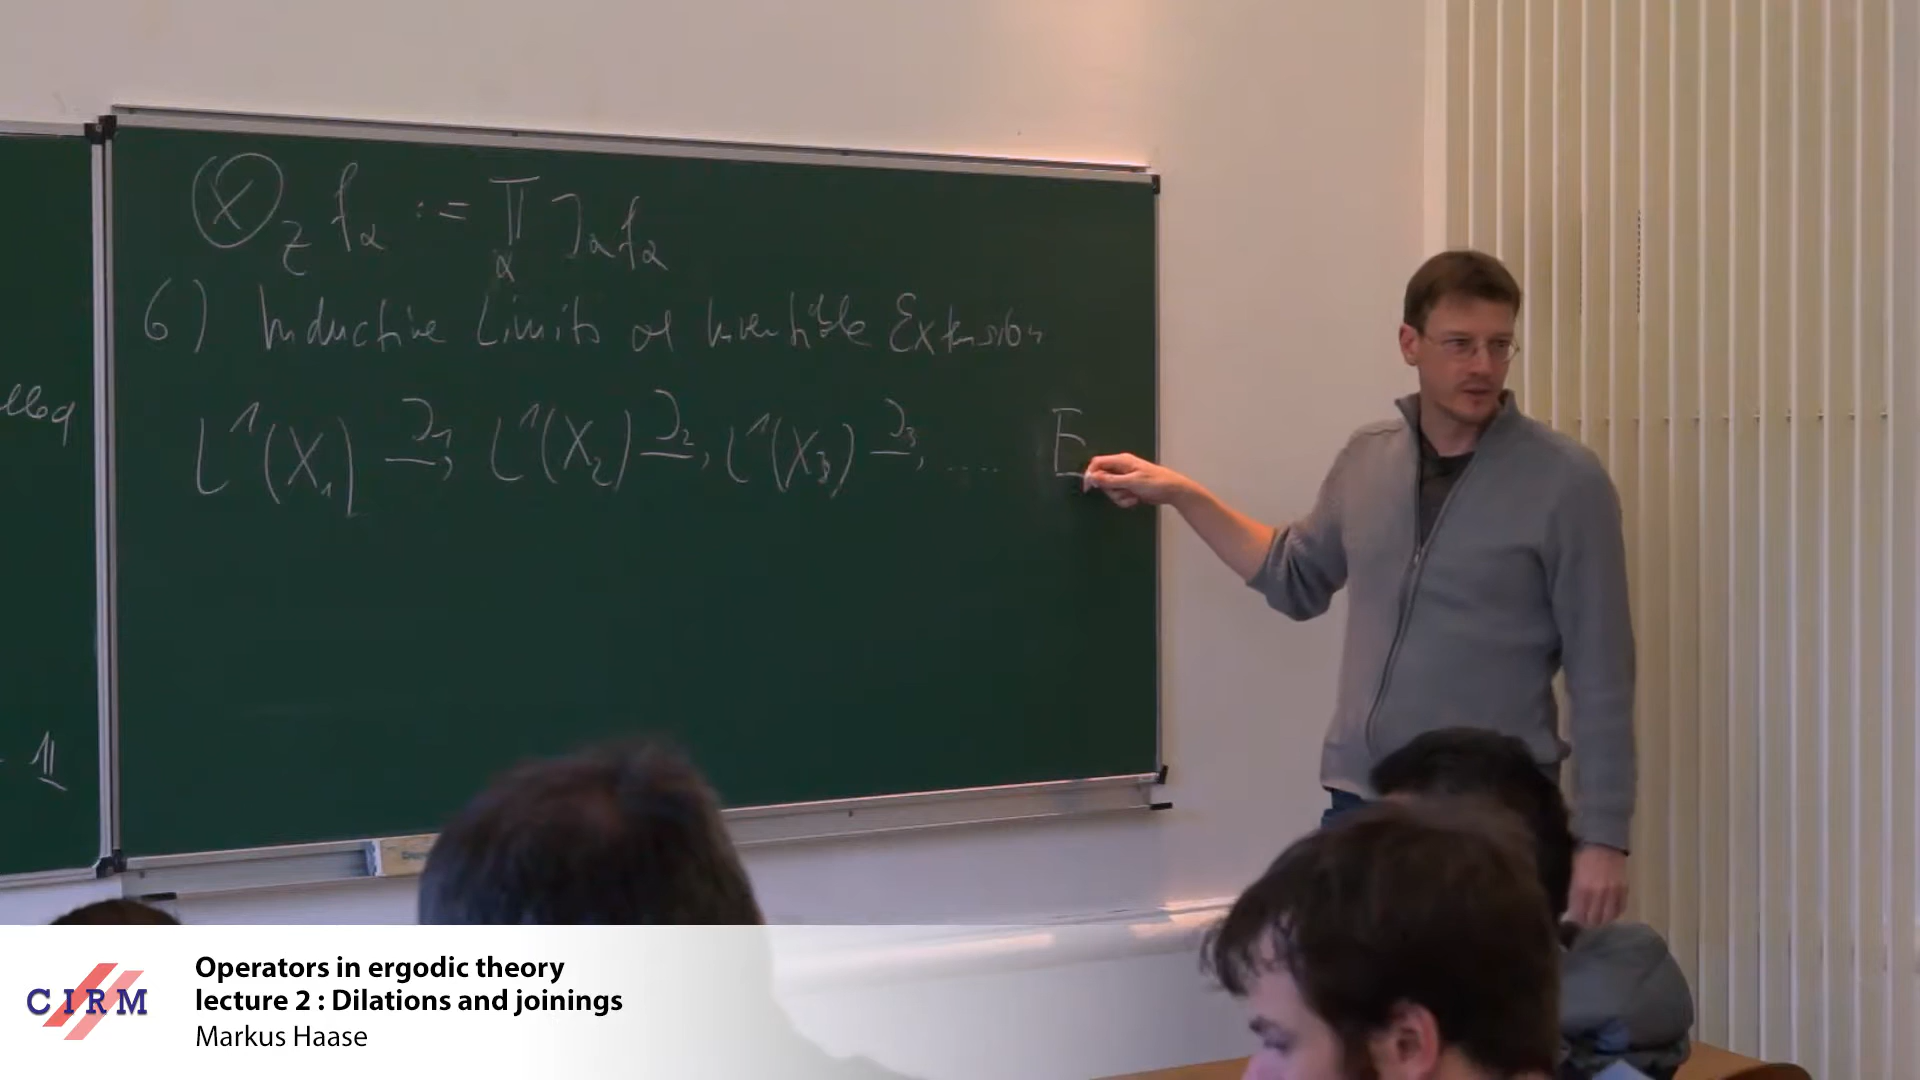 ⊗_Z f_α := ∏_α J_α f_α
6) Inductive Limits of Invertible Extension
L¹(X₁) →J₁ L¹(X₂) →J₂ L¹(X₃) →J₃ ..... E
1
CIRM
Operators in ergodic theory
lecture 2 : Dilations and joinings
Markus Haase